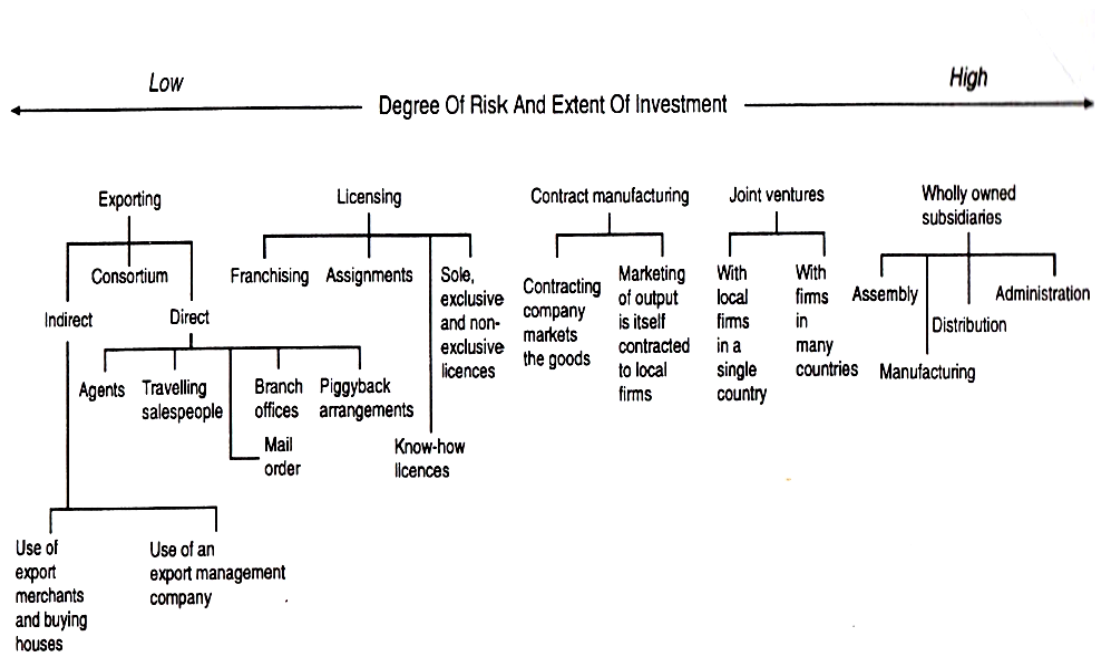 Low
High
Degree Of Risk And Extent Of Investment
Exporting
Consortium
Indirect
Direct
Agents
Travelling
salespeople
Mail
order
Branch
offices
Piggyback
arrangements
Use of
export
merchants
and buying
houses
Use of an
export management
company
Licensing
Franchising
Assignments
Know-how
licences
Sole,
exclusive
and non-
exclusive
licences
Contract manufacturing
Contracting
company
markets
the goods
Marketing
of output
is itself
contracted
to local
firms
Joint ventures
With
local
firms
in a
single
country
With
firms
in
many
countries
Wholly owned
subsidiaries
Assembly
Manufacturing
Distribution
Administration